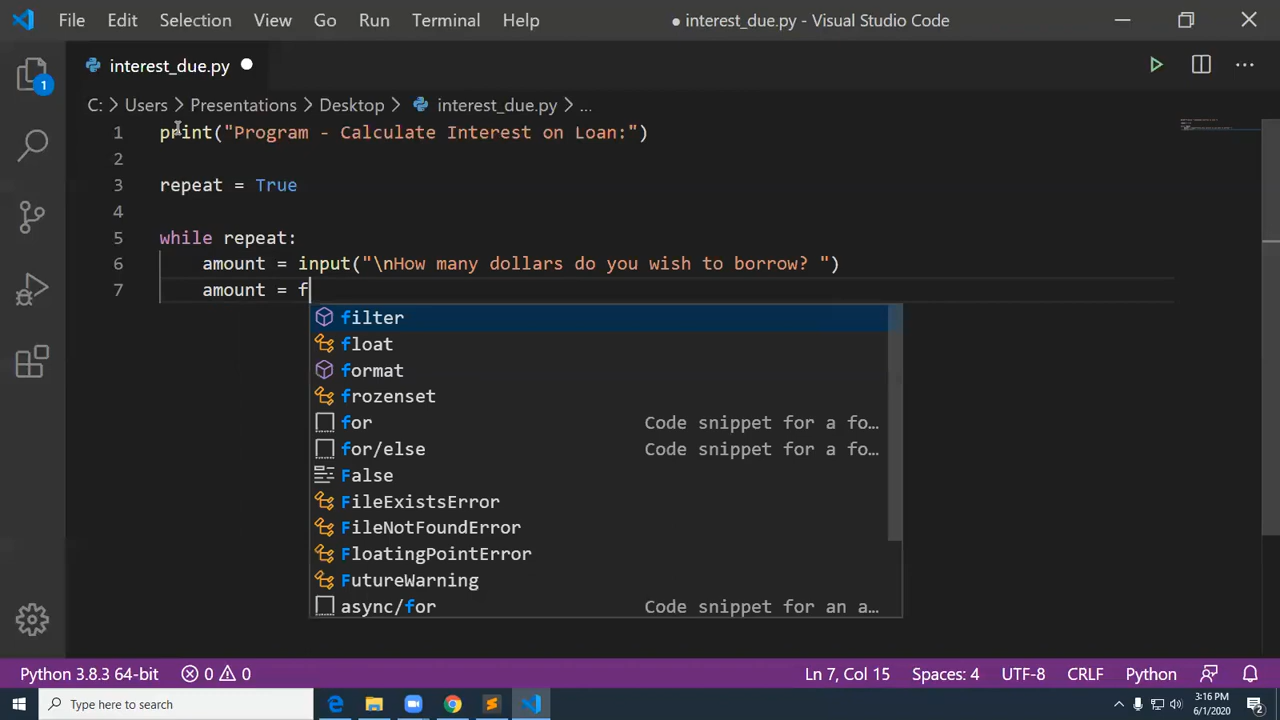 File Edit Selection View Go Run Terminal Help ● interest_due.py - Visual Studio Code
interest_due.py
C: > Users > Presentations > Desktop > interest_due.py > ...
1 print("Program - Calculate Interest on Loan:")
2
3 repeat = True
4
5 while repeat:
6 amount = input("\nHow many dollars do you wish to borrow? ")
7 amount = f
filter
float
format
frozenset
for Code snippet for a fo…
for/else Code snippet for a fo…
False
FileExistsError
FileNotFoundError
FloatingPointError
FutureWarning
async/for Code snippet for an a…
1
Python 3.8.3 64-bit 0 0 Ln 7, Col 15 Spaces: 4 UTF-8 CRLF Python
Type here to search
3:16 PM
6/1/2020
2